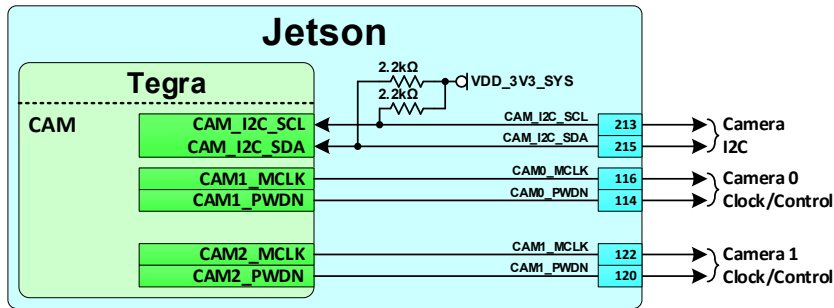 Jetson
Tegra
CAM
2.2kΩ
2.2kΩ
VDD_3V3_SYS
CAM_I2C_SCL CAM_I2C_SCL 213 Camera
CAM_I2C_SDA CAM_I2C_SDA 215 I2C
CAM1_MCLK CAM0_MCLK 116 Camera 0
CAM1_PWDN CAM0_PWDN 114 Clock/Control
CAM2_MCLK CAM1_MCLK 122 Camera 1
CAM2_PWDN CAM1_PWDN 120 Clock/Control